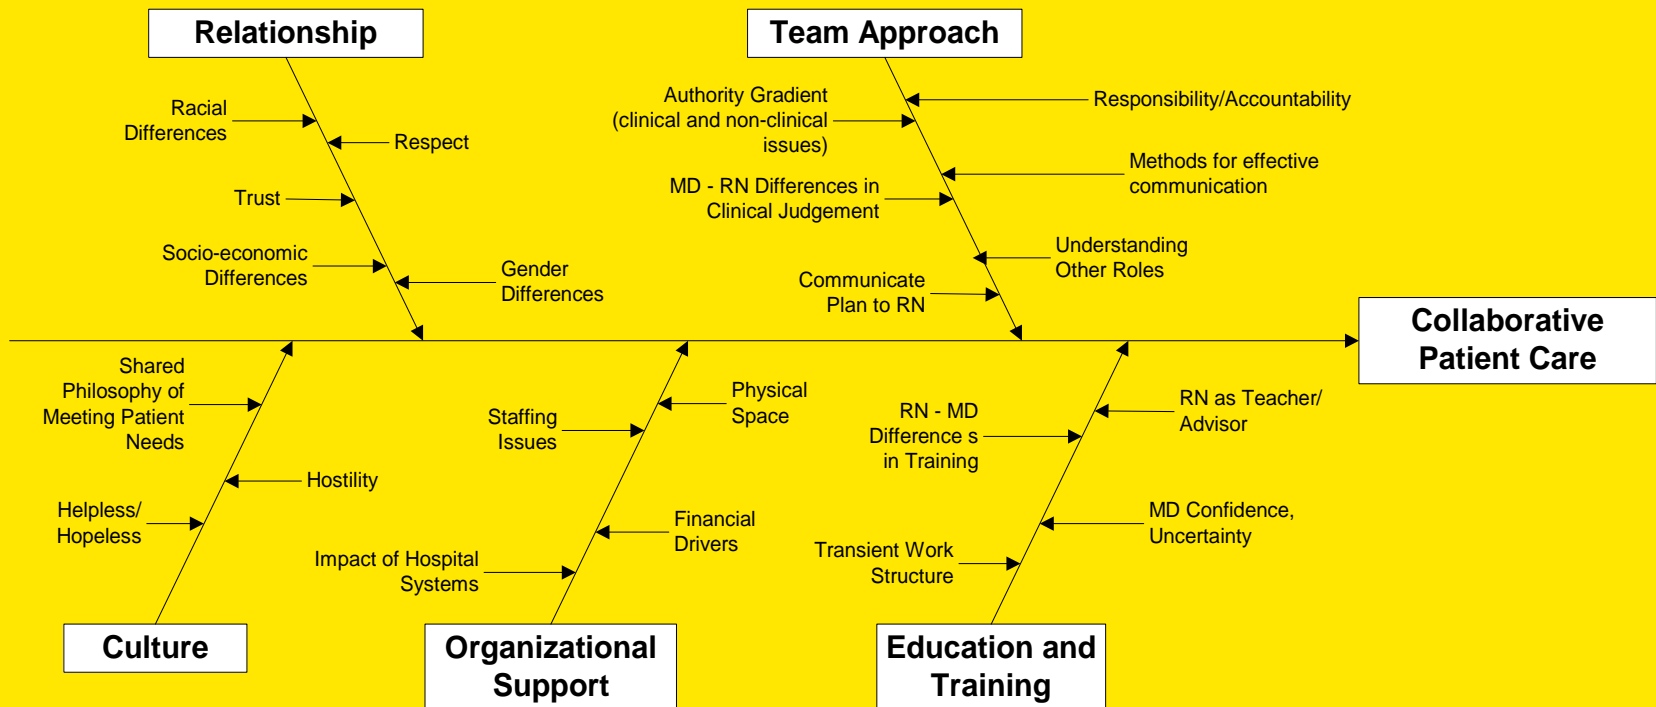 Relationship
Team Approach
Racial
Differences
Respect
Trust
Socio-economic
Differences
Gender
Differences
Authority Gradient
(clinical and non-clinical
issues)
Responsibility/Accountability
Methods for effective
communication
MD - RN Differences in
Clinical Judgement
Understanding
Other Roles
Communicate
Plan to RN
Collaborative
Patient Care
Shared
Philosophy of
Meeting Patient
Needs
Hostility
Helpless/
Hopeless
Staffing
Issues
Physical
Space
Financial
Drivers
Impact of Hospital
Systems
RN - MD
Difference s
in Training
RN as Teacher/
Advisor
MD Confidence,
Uncertainty
Transient Work
Structure
Culture
Organizational
Support
Education and
Training